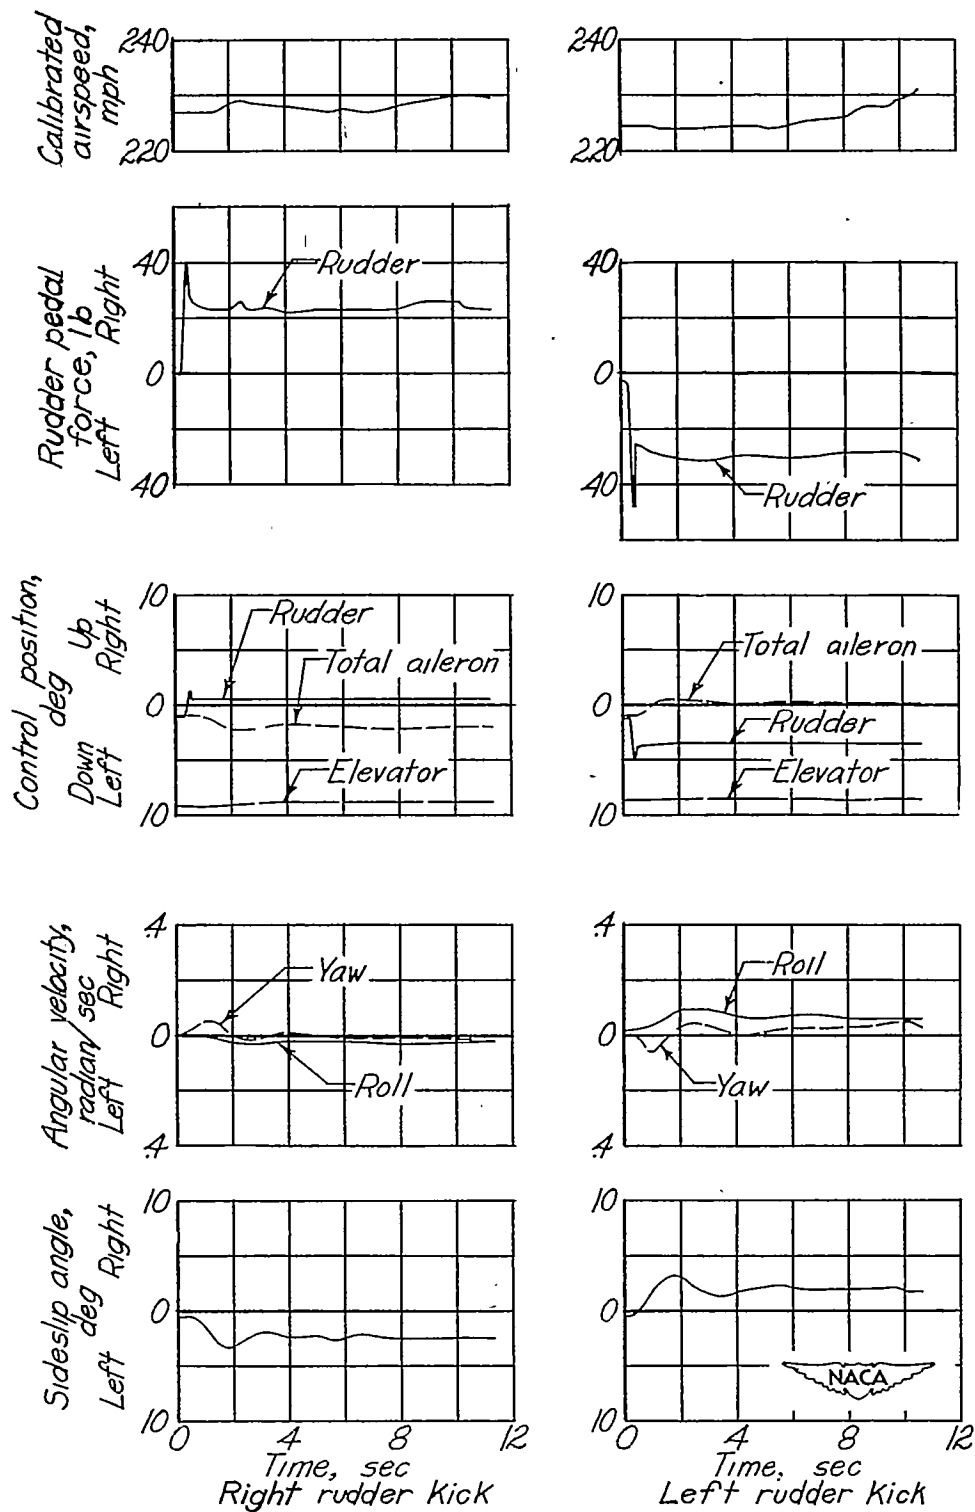 Calibrated
airspeed,
mph
240
220
240
220
Rudder pedal
force, lb
Left Right
40
0
40
Rudder
40
0
40
Rudder
Control position,
deg
Down Up
Left Right
10
0
10
Rudder
Total aileron
Elevator
10
0
10
Total aileron
Rudder
Elevator
Angular velocity,
radian/sec
Left Right
.4
0
.4
Yaw
Roll
.4
0
.4
Roll
Yaw
Sideslip angle,
deg
Left Right
10
0
10
10
0
10
NACA
0 4 8 12
Time, sec
Right rudder kick
0 4 8 12
Time, sec
Left rudder kick